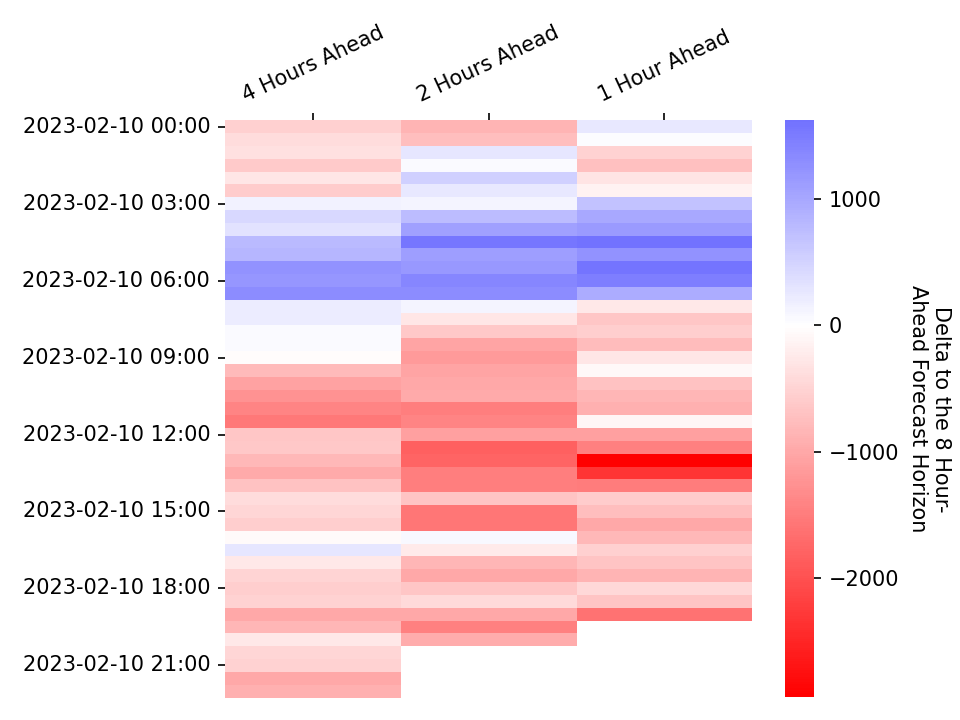 4 Hours Ahead
2 Hours Ahead
1 Hour Ahead
2023-02-10 00:00
2023-02-10 03:00
2023-02-10 06:00
2023-02-10 09:00
2023-02-10 12:00
2023-02-10 15:00
2023-02-10 18:00
2023-02-10 21:00
1000
0
−1000
−2000
Delta to the 8 Hour-
Ahead Forecast Horizon